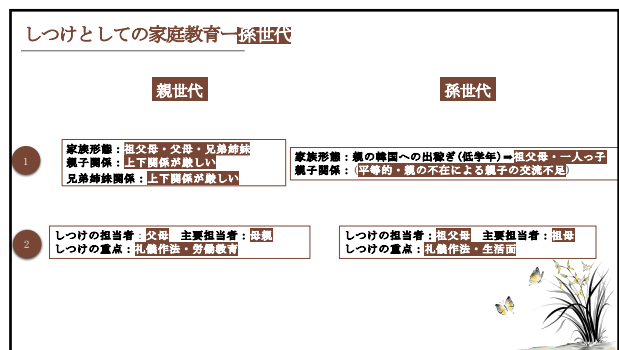 しつけとしての家庭教育ー孫世代
親世代
孫世代
1
家族形態：祖父母・父母・兄弟姉妹
親子関係：上下関係が厳しい
兄弟姉妹関係：上下関係が厳しい
家族形態：親の韓国への出稼ぎ(低学年)➡祖父母・一人っ子
親子関係：(平等的・親の不在による親子の交流不足)
2
しつけの担当者：父母　主要担当者：母親
しつけの重点：礼儀作法・労働教育
しつけの担当者：祖父母　主要担当者：祖母
しつけの重点：礼儀作法・生活面